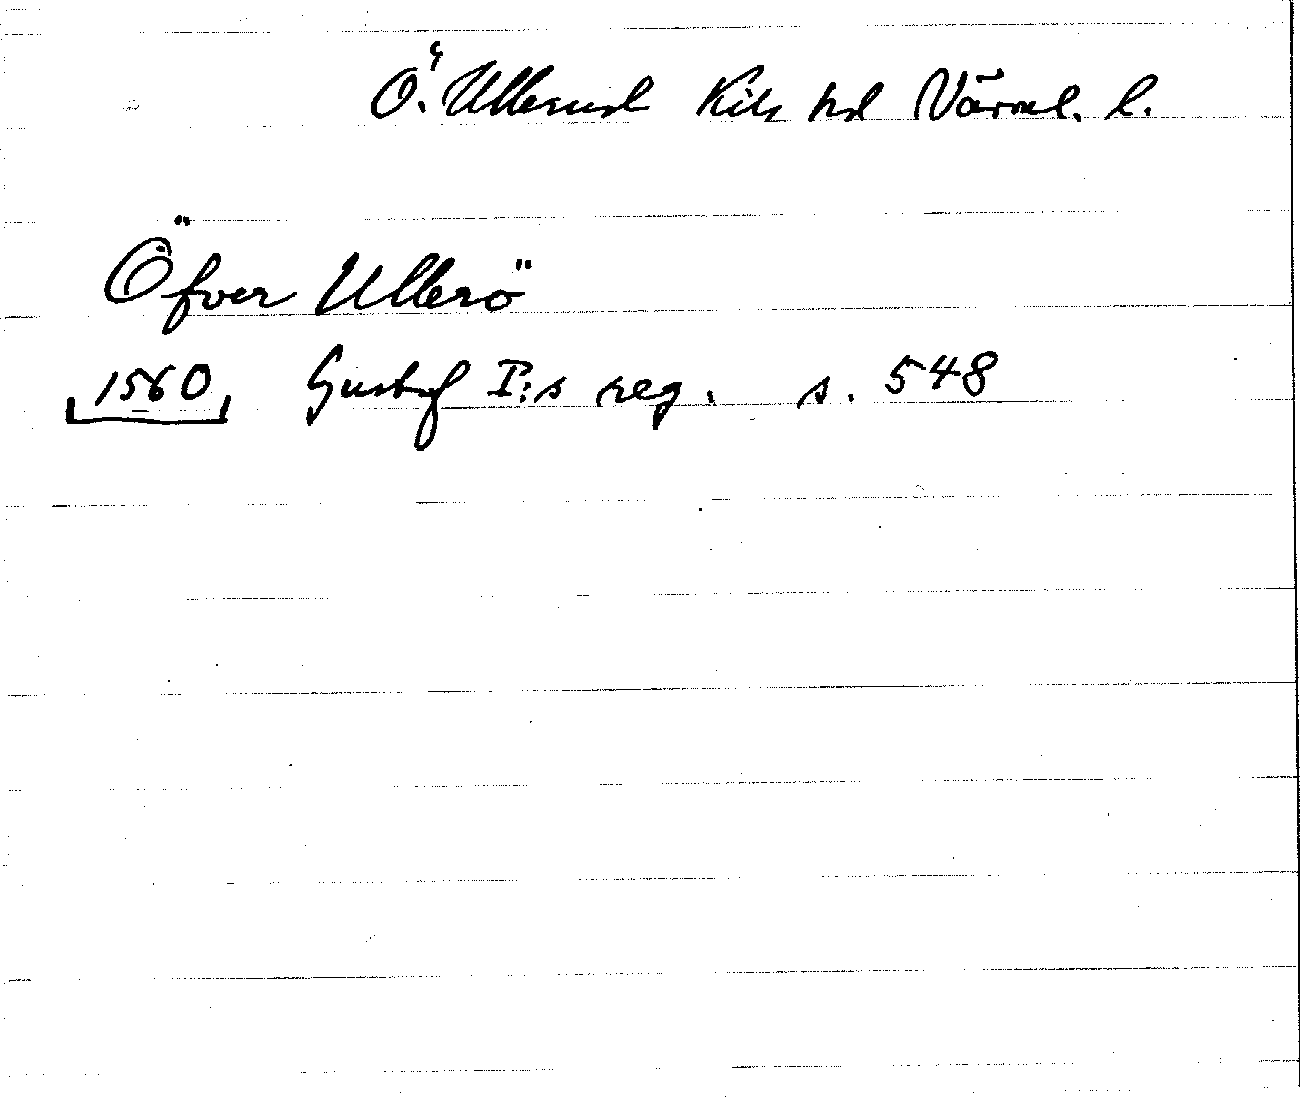 Ö. Ullerud Kils hd Värml. l.
Öfver Ullerö
1560 Gustaf I:s reg. s. 548